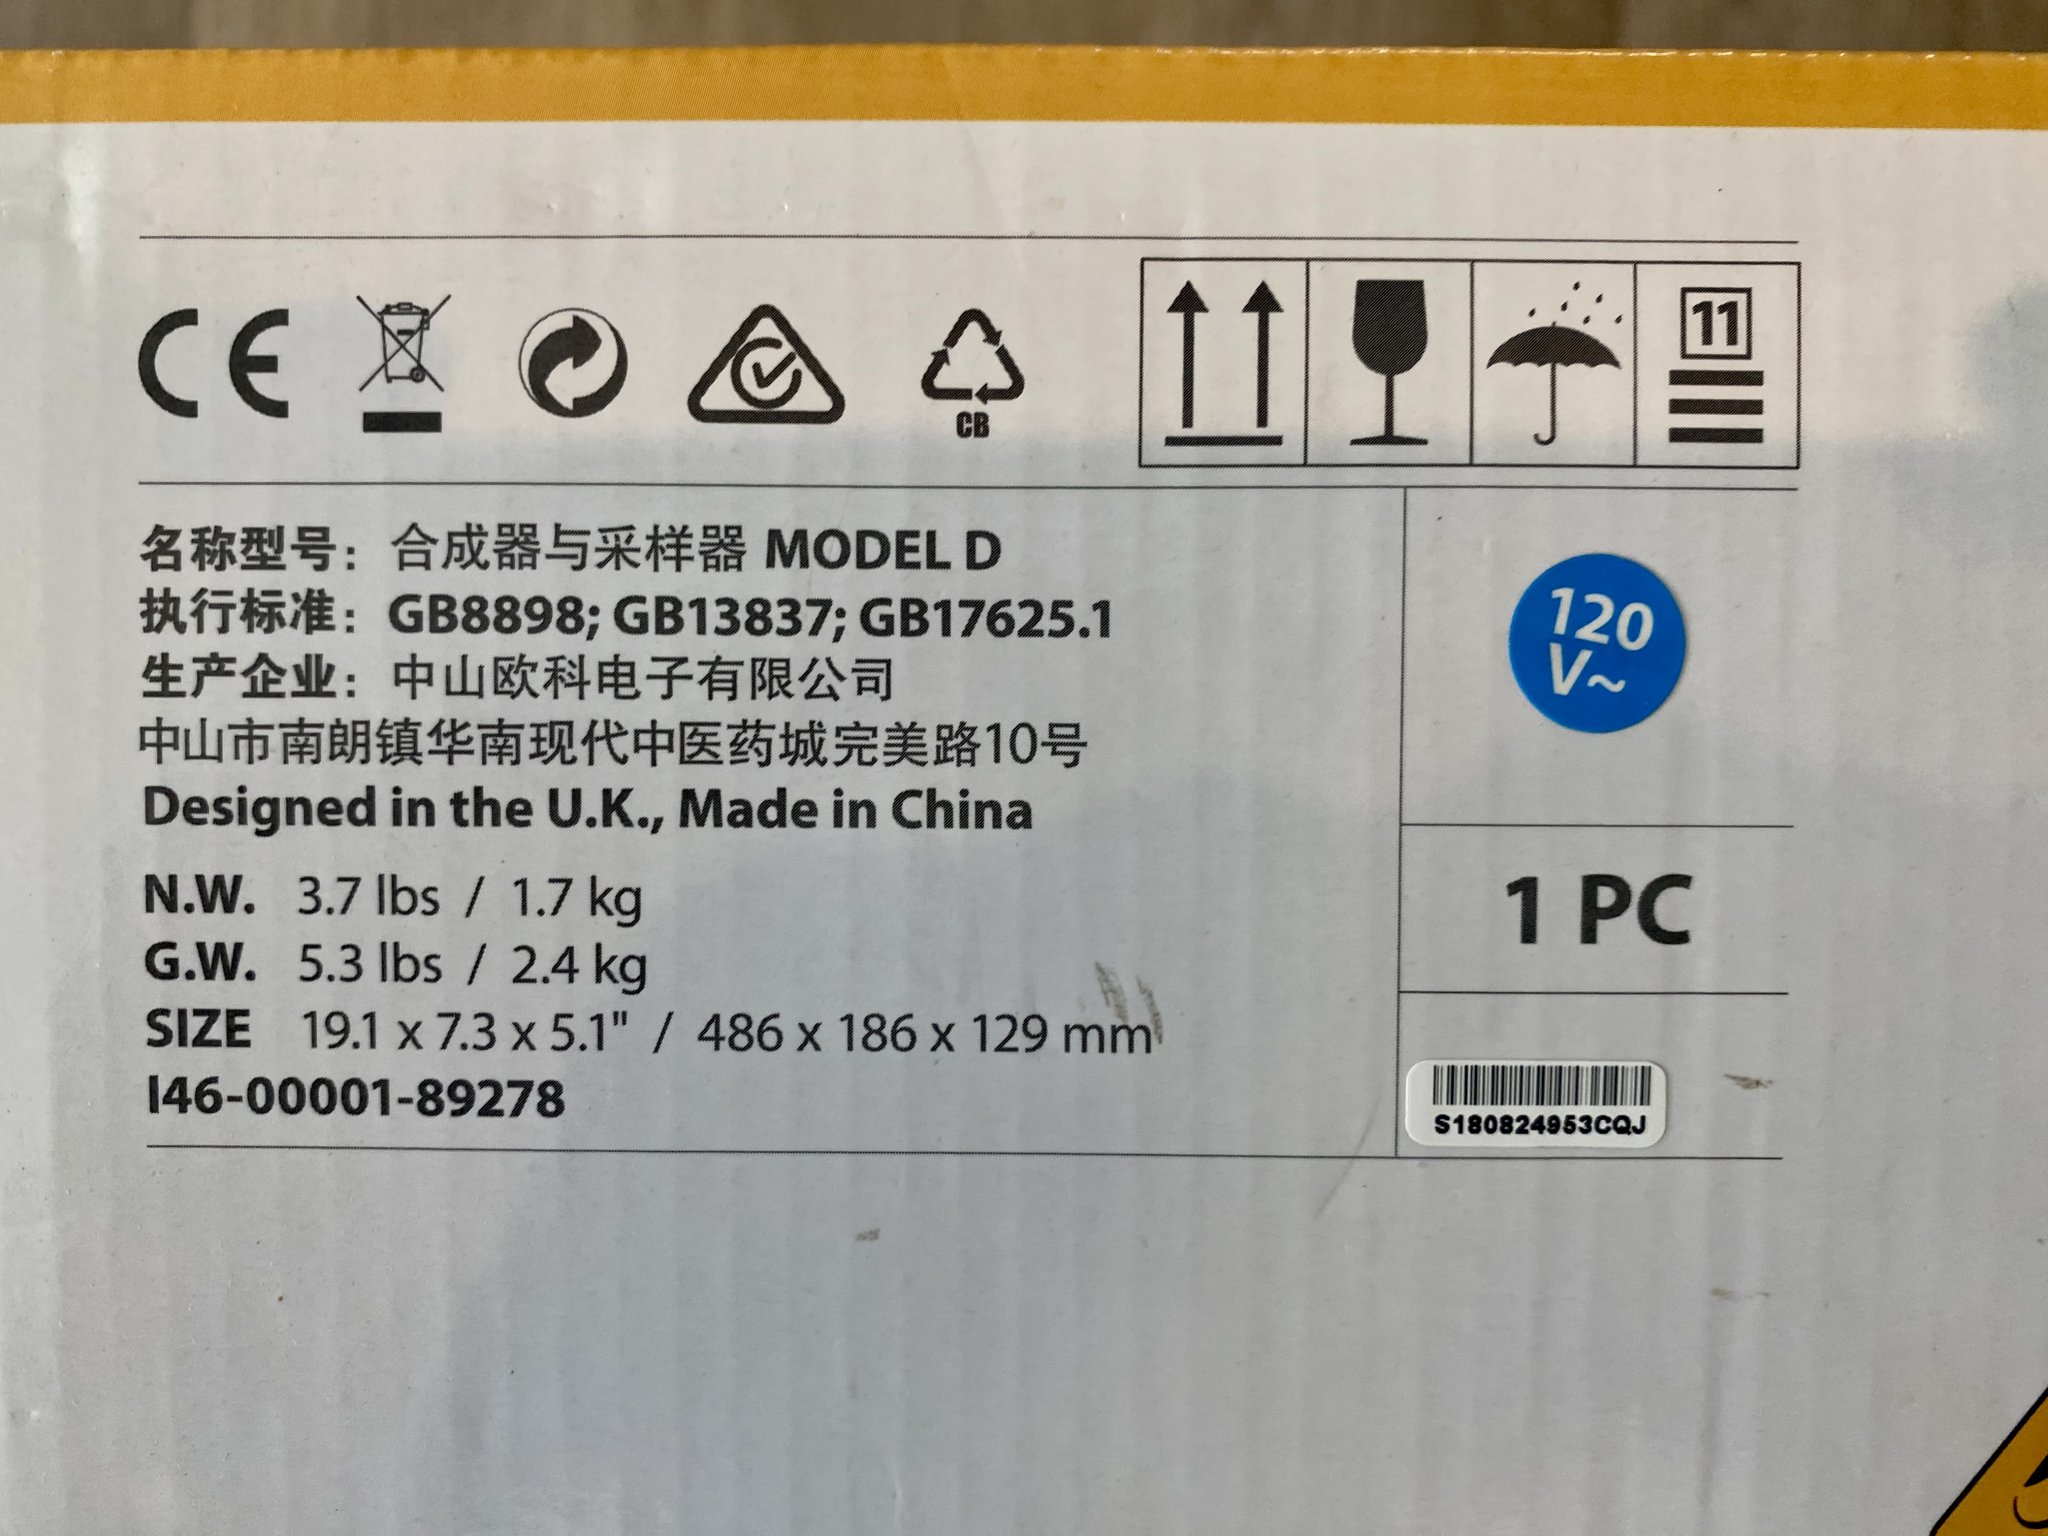 CE
CB
11
名称型号：合成器与采样器 MODEL D
执行标准：GB8898; GB13837; GB17625.1
生产企业：中山欧科电子有限公司
中山市南朗镇华南现代中医药城完美路10号
Designed in the U.K., Made in China
N.W. 3.7 lbs / 1.7 kg
G.W. 5.3 lbs / 2.4 kg
SIZE 19.1 x 7.3 x 5.1" / 486 x 186 x 129 mm
I46-00001-89278
120
V~
1 PC
S180824953CQJ